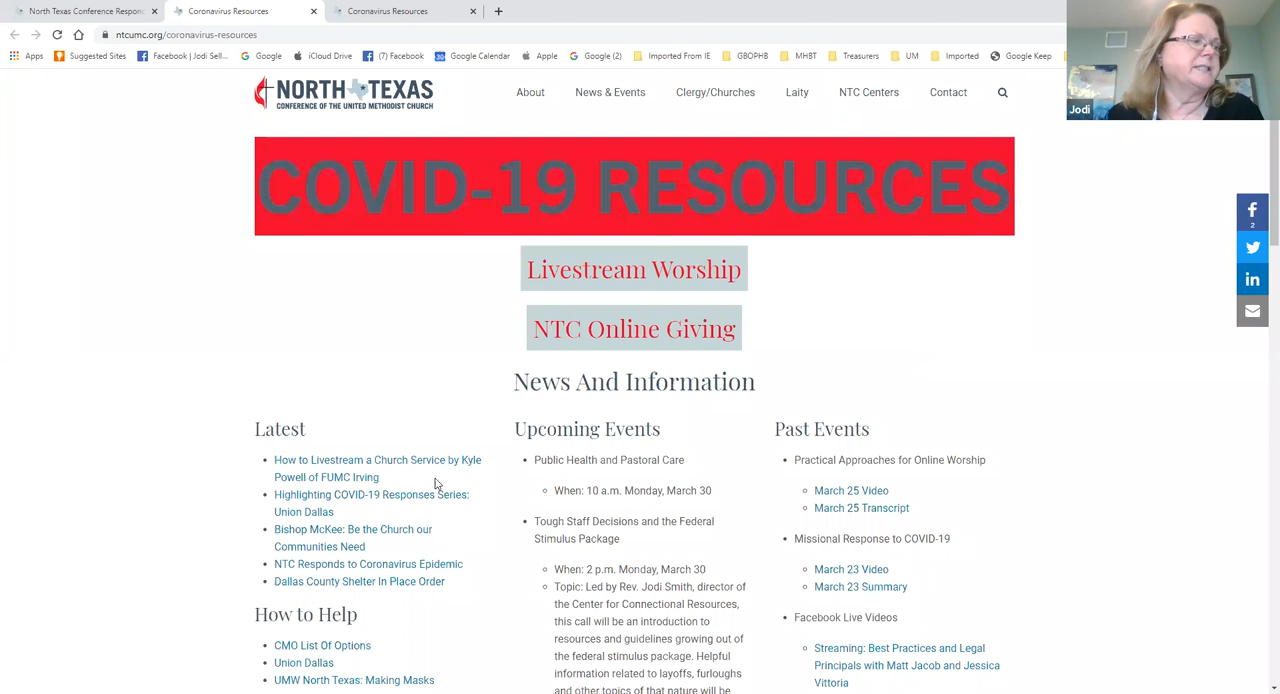 North Texas Conference Respon
Coronavirus Resources
Coronavirus Resources
ntcumc.org/coronavirus-resources
Apps
Suggested Sites
Facebook | Jodi Sell...
Google
iCloud Drive
(7) Facebook
Google Calendar
Apple
Google (2)
Imported From IE
GBOPHB
MHBT
Treasurers
UM
Imported
Google Keep
Jodi
NORTH TEXAS
CONFERENCE OF THE UNITED METHODIST CHURCH
About
News & Events
Clergy/Churches
Laity
NTC Centers
Contact
COVID-19 RESOURCES
2
Livestream Worship
NTC Online Giving
News And Information
Latest
How to Livestream a Church Service by Kyle
Powell of FUMC Irving
Highlighting COVID-19 Responses Series:
Union Dallas
Bishop McKee: Be the Church our
Communities Need
NTC Responds to Coronavirus Epidemic
Dallas County Shelter In Place Order
How to Help
CMO List Of Options
Union Dallas
UMW North Texas: Making Masks
Upcoming Events
Public Health and Pastoral Care
When: 10 a.m. Monday, March 30
Tough Staff Decisions and the Federal
Stimulus Package
When: 2 p.m. Monday, March 30
Topic: Led by Rev. Jodi Smith, director of
the Center for Connectional Resources,
this call will be an introduction to
resources and guidelines growing out of
the federal stimulus package. Helpful
information related to layoffs, furloughs
and other topics of that nature will be
Past Events
Practical Approaches for Online Worship
March 25 Video
March 25 Transcript
Missional Response to COVID-19
March 23 Video
March 23 Summary
Facebook Live Videos
Streaming: Best Practices and Legal
Principals with Matt Jacob and Jessica
Vittoria